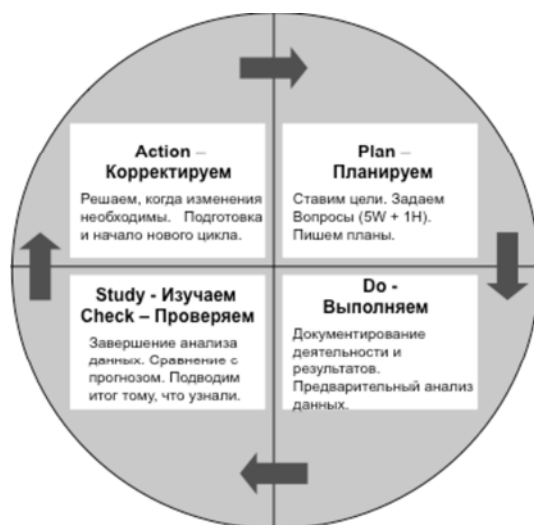 Action –
Корректируем
Решаем, когда изменения
необходимы. Подготовка
и начало нового цикла.
Plan –
Планируем
Ставим цели. Задаем
Вопросы (5W + 1H).
Пишем планы.
Study - Изучаем
Check – Проверяем
Завершение анализа
данных. Сравнение с
прогнозом. Подводим
итог тому, что узнали.
Do -
Выполняем
Документирование
деятельности и
результатов.
Предварительный анализ
данных.